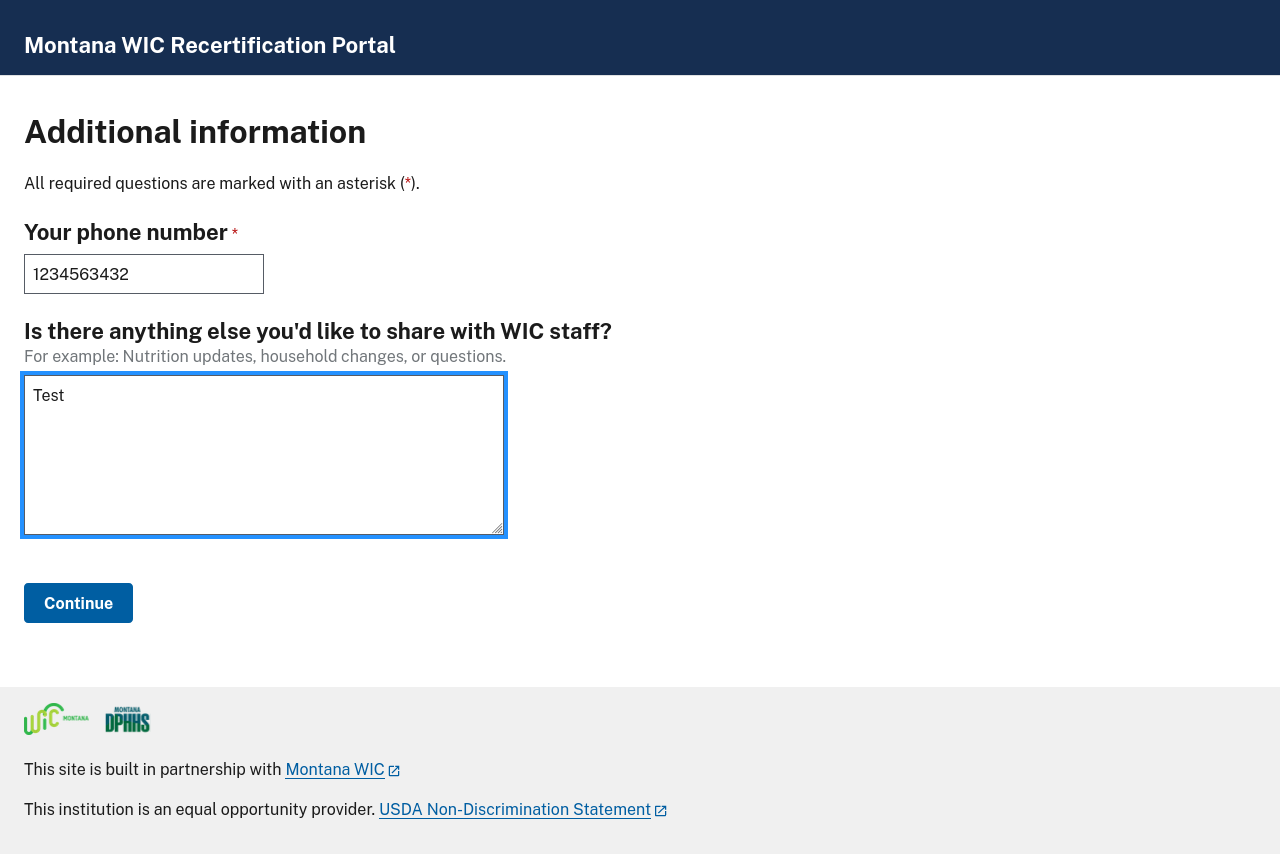 Montana WIC Recertification Portal
Additional information
All required questions are marked with an asterisk (*).
Your phone number *
1234563432
Is there anything else you'd like to share with WIC staff?
For example: Nutrition updates, household changes, or questions.
Test
Continue
WiC MONTANA
MONTANA
DPHHS
This site is built in partnership with Montana WIC
This institution is an equal opportunity provider. USDA Non-Discrimination Statement